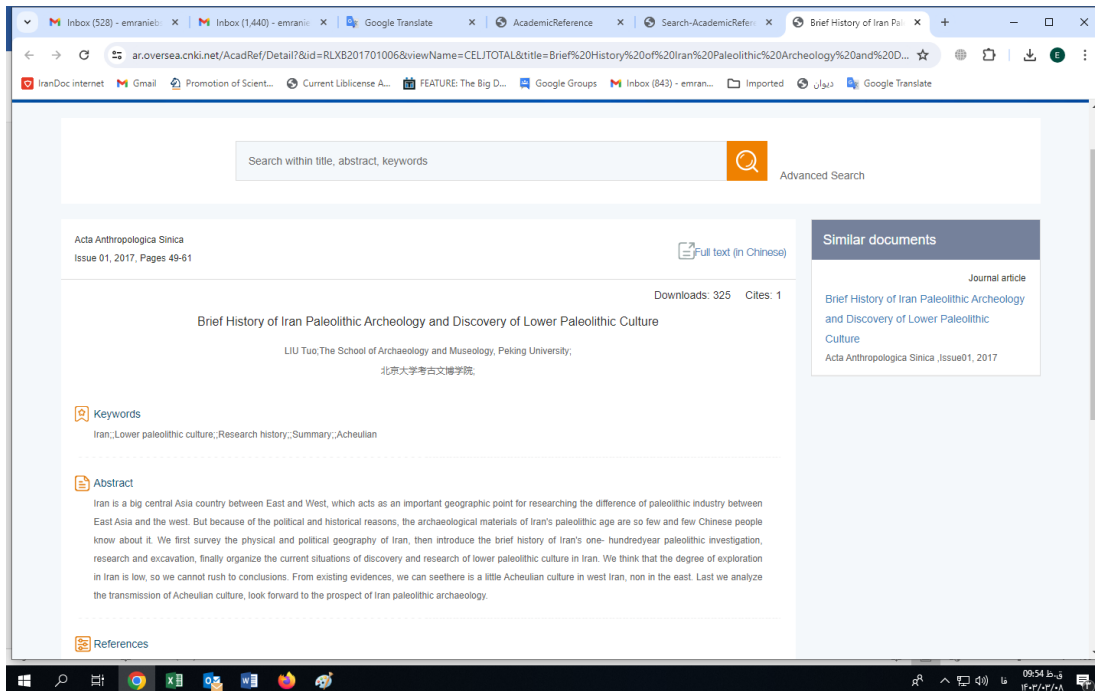 Inbox (528) - emranieb
Inbox (1,440) - emranie
Google Translate
AcademicReference
Search-AcademicRefere
Brief History of Iran Pal
ar.oversea.cnki.net/AcadRef/Detail?&id=RLXB201701006&viewName=CELJTOTAL&title=Brief%20History%20of%20Iran%20Paleolithic%20Archeology%20and%20D...
E
IranDoc internet
Gmail
Promotion of Scient...
Current Liblicense A...
FEATURE: The Big D...
Google Groups
Inbox (843) - emran...
Imported
دیوان
Google Translate
Search within title, abstract, keywords
Advanced Search
Acta Anthropologica Sinica
Issue 01, 2017, Pages 49-61
Full text (in Chinese)
Downloads: 325 Cites: 1
Brief History of Iran Paleolithic Archeology and Discovery of Lower Paleolithic Culture
LIU Tuo;The School of Archaeology and Museology, Peking University;
北京大学考古文博学院;
Keywords
Iran;;Lower paleolithic culture;;Research history;;Summary;;Acheulian
Abstract
Iran is a big central Asia country between East and West, which acts as an important geographic point for researching the difference of paleolithic industry between
East Asia and the west. But because of the political and historical reasons, the archaeological materials of Iran's paleolithic age are so few and few Chinese people
know about it. We first survey the physical and political geography of Iran, then introduce the brief history of Iran's one- hundredyear paleolithic investigation,
research and excavation, finally organize the current situations of discovery and research of lower paleolithic culture in Iran. We think that the degree of exploration
in Iran is low, so we cannot rush to conclusions. From existing evidences, we can seethere is a little Acheulian culture in west Iran, non in the east. Last we analyze
the transmission of Acheulian culture, look forward to the prospect of Iran paleolithic archaeology.
References
Similar documents
Journal article
Brief History of Iran Paleolithic Archeology
and Discovery of Lower Paleolithic
Culture
Acta Anthropologica Sinica ,Issue01, 2017
فا
09:54 ق.ظ
۱۴۰۳/۰۳/۰۸